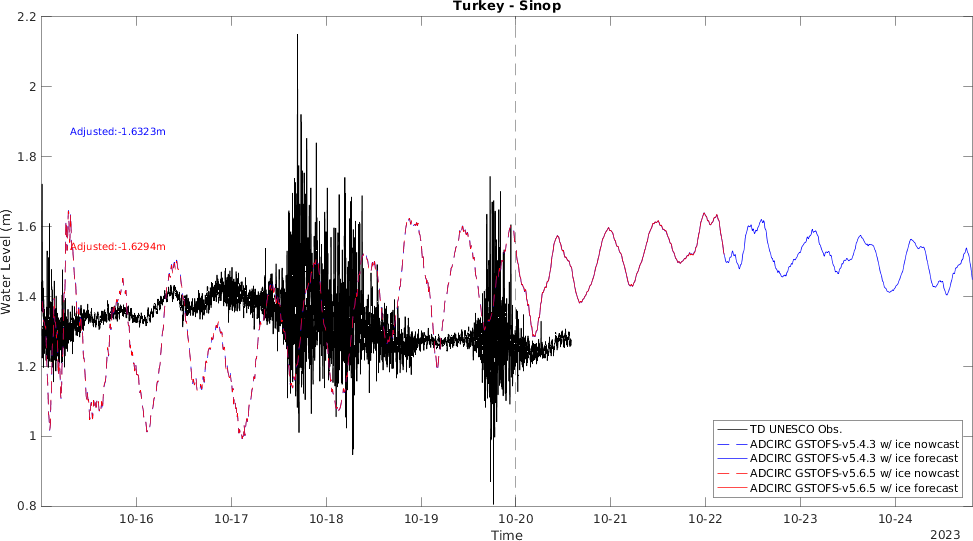 Turkey - Sinop
Water Level (m)
2.2
2
1.8
1.6
1.4
1.2
1
0.8
Adjusted:-1.6323m
Adjusted:-1.6294m
TD UNESCO Obs.
ADCIRC GSTOFS-v5.4.3 w/ ice nowcast
ADCIRC GSTOFS-v5.4.3 w/ ice forecast
ADCIRC GSTOFS-v5.6.5 w/ ice nowcast
ADCIRC GSTOFS-v5.6.5 w/ ice forecast
10-16 10-17 10-18 10-19 10-20 10-21 10-22 10-23 10-24
Time
2023